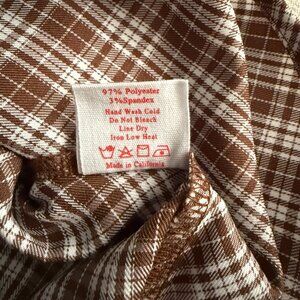 97% Polyester
3%Spandex
Hand Wash Cold
Do Not Bleach
Line Dry
Iron Low Heat
Made in California